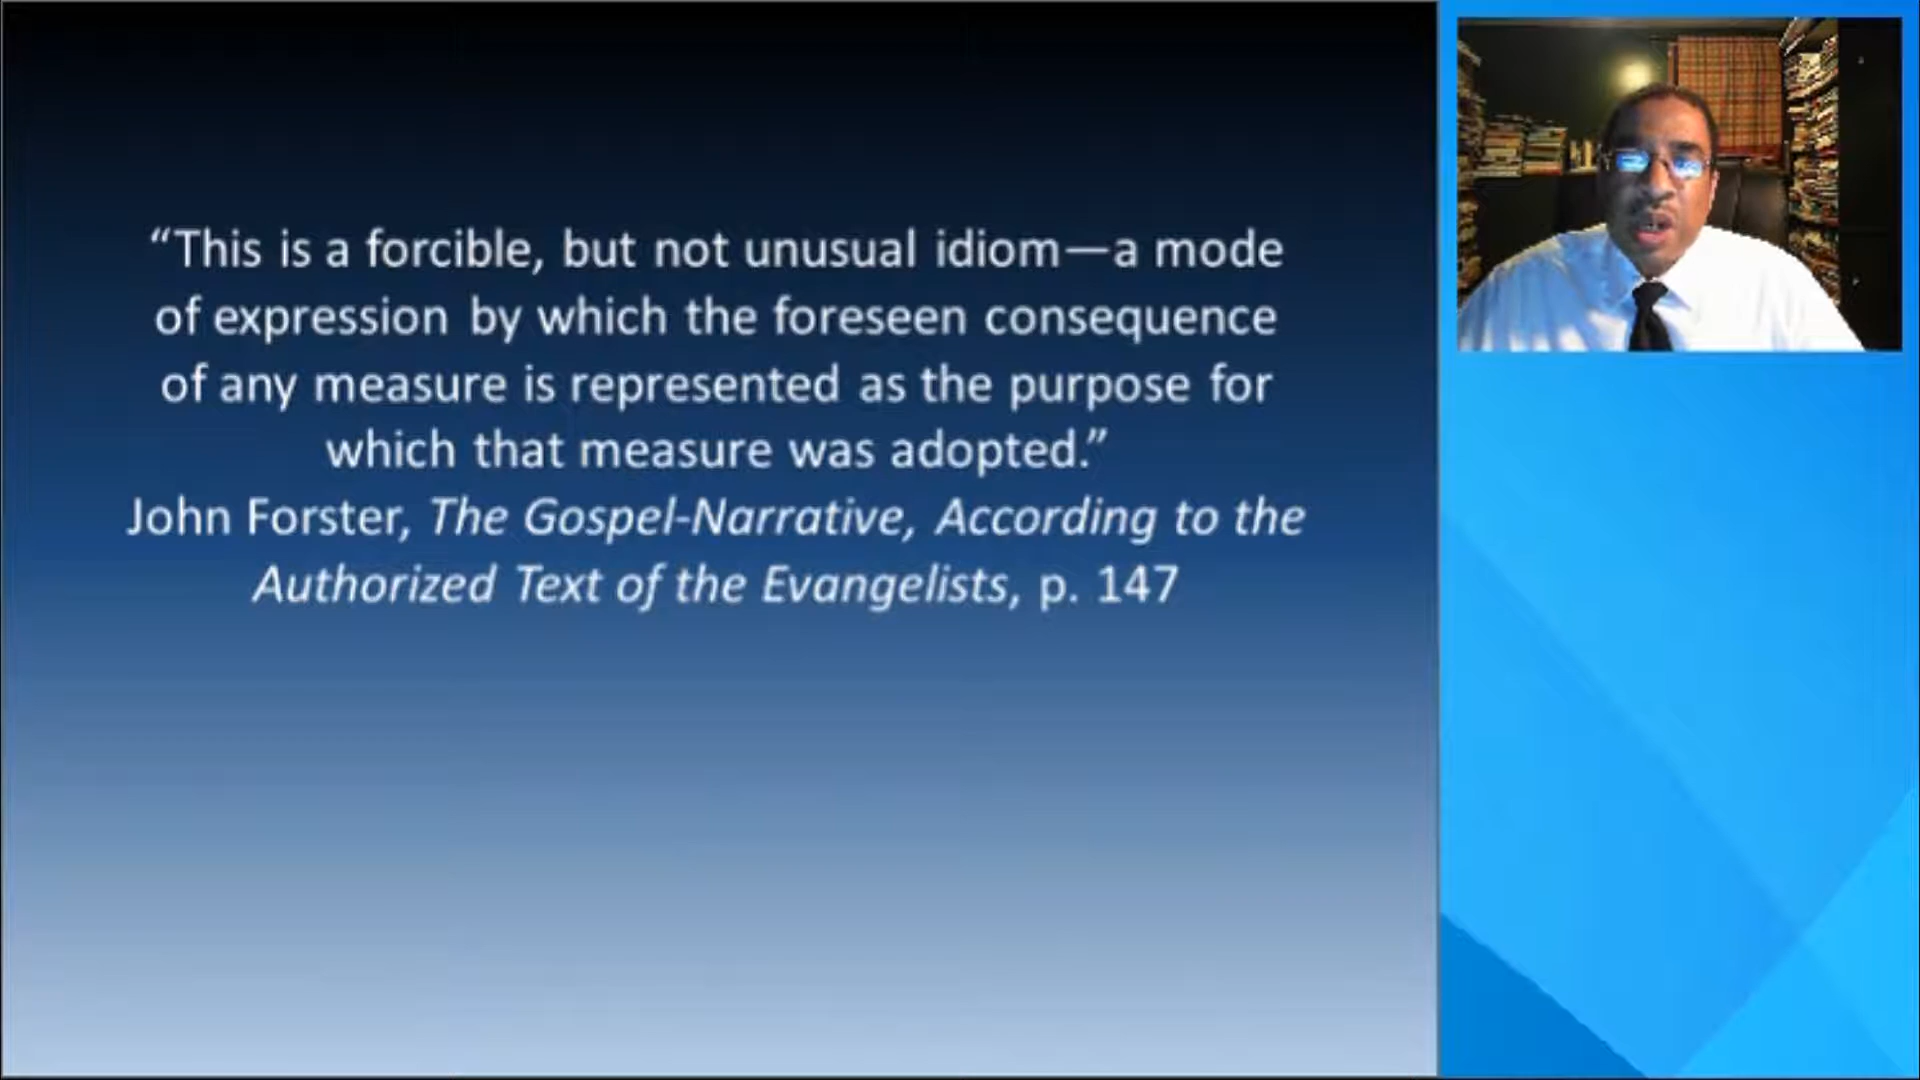 “This is a forcible, but not unusual idiom—a mode
of expression by which the foreseen consequence
of any measure is represented as the purpose for
which that measure was adopted.”
John Forster, The Gospel-Narrative, According to the
Authorized Text of the Evangelists, p. 147